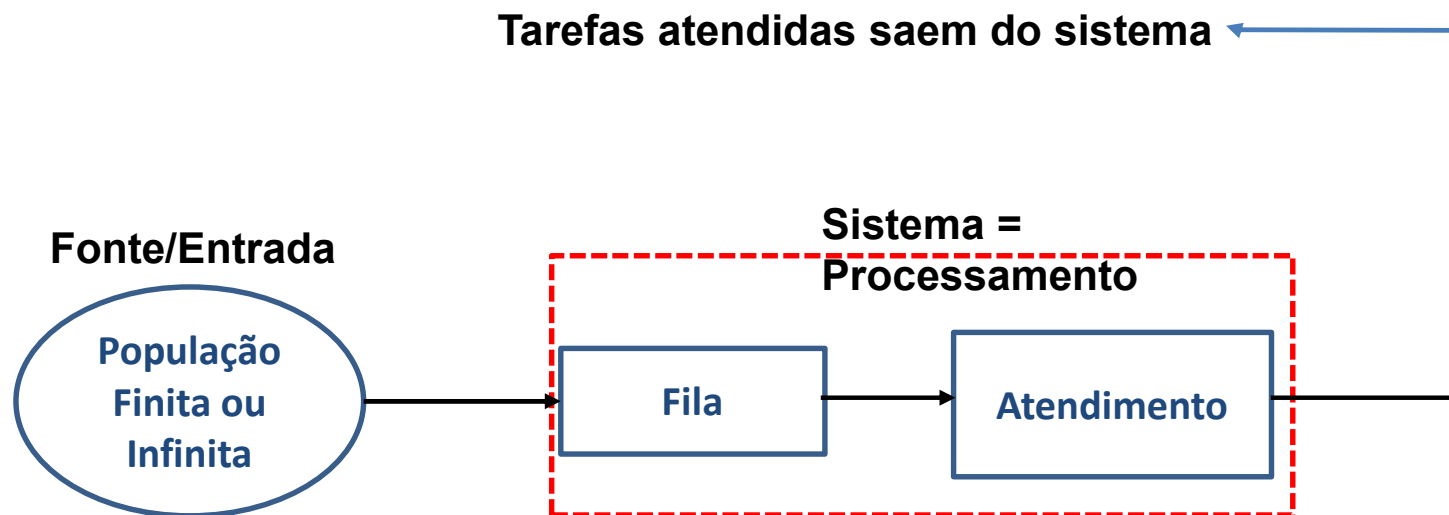 Tarefas atendidas saem do sistema
Fonte/Entrada
Sistema =
Processamento
População
Finita ou
Infinita
Fila
Atendimento